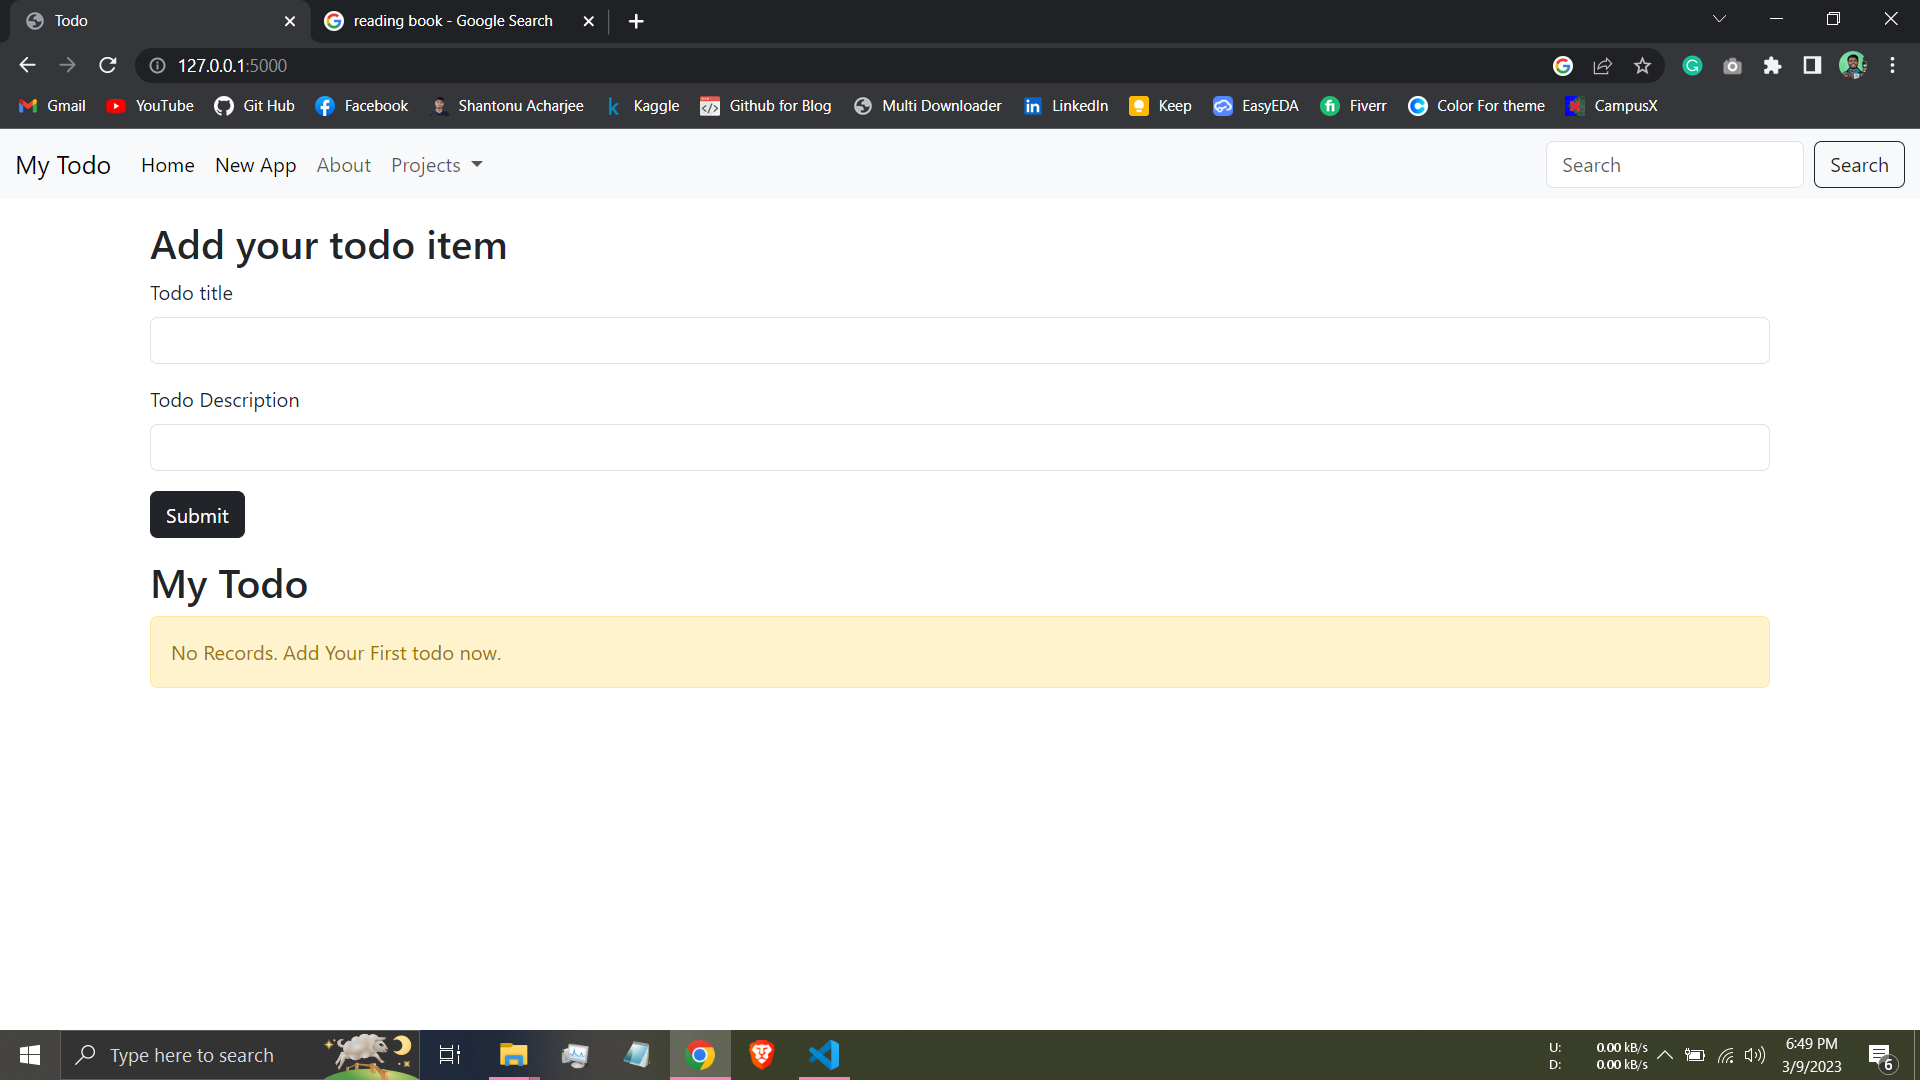 Todo
reading book - Google Search
127.0.0.1:5000
Gmail YouTube Git Hub Facebook Shantonu Acharjee Kaggle Github for Blog Multi Downloader LinkedIn Keep EasyEDA Fiverr Color For theme CampusX
My Todo Home New App About Projects Search Search
Add your todo item
Todo title
Todo Description
Submit
My Todo
No Records. Add Your First todo now.
Type here to search
U: 0.00 kB/s
D: 0.00 kB/s
6:49 PM
3/9/2023
6